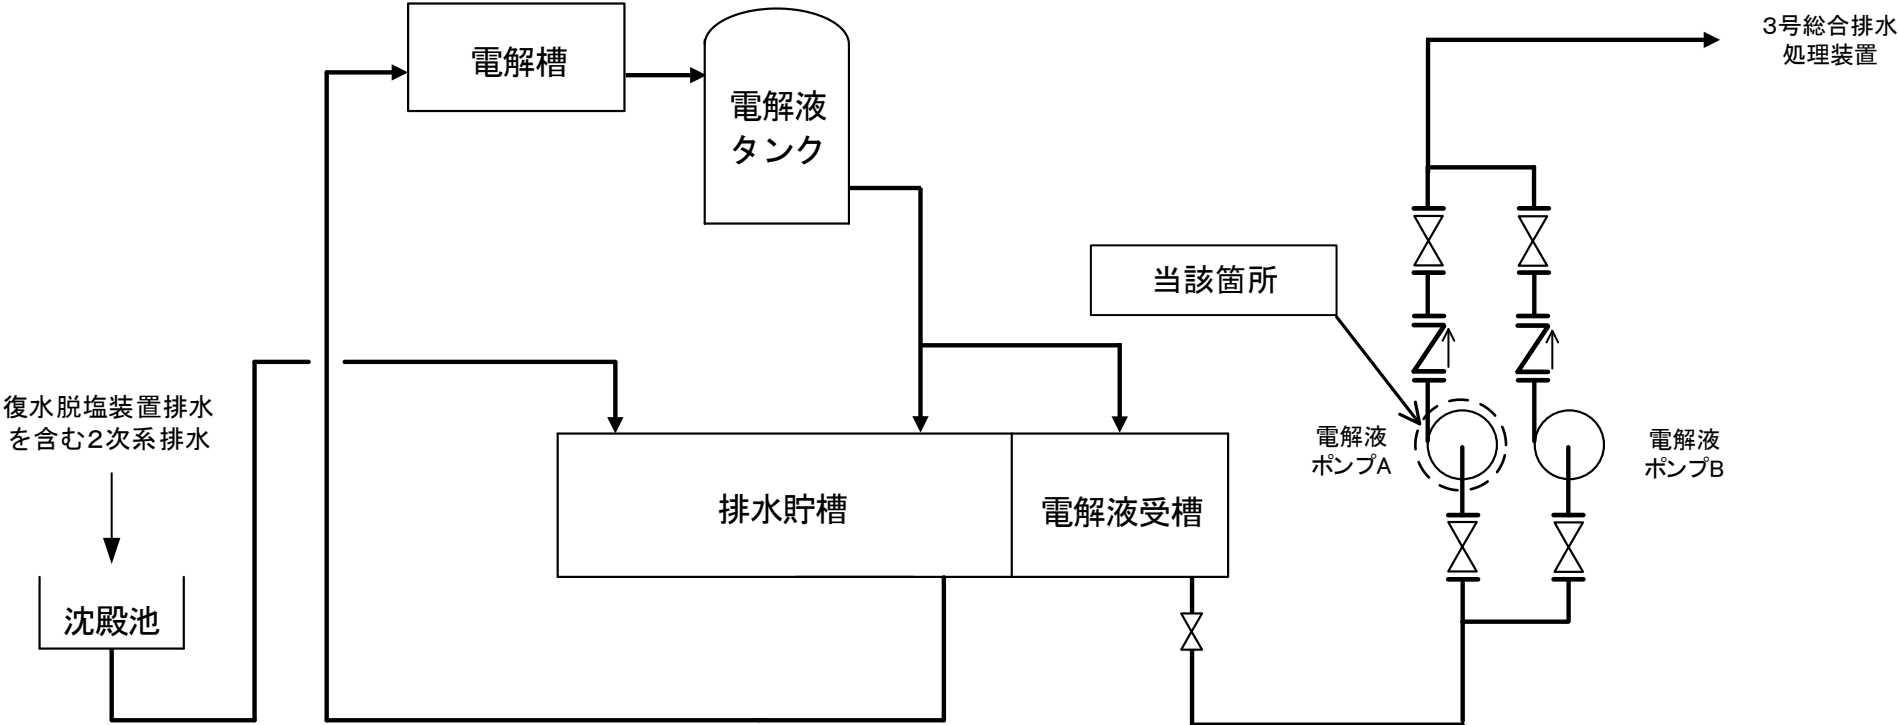 3号総合排水
処理装置
電解槽
電解液
タンク
当該箇所
復水脱塩装置排水
を含む2次系排水
電解液
ポンプA
電解液
ポンプB
排水貯槽
電解液受槽
沈殿池